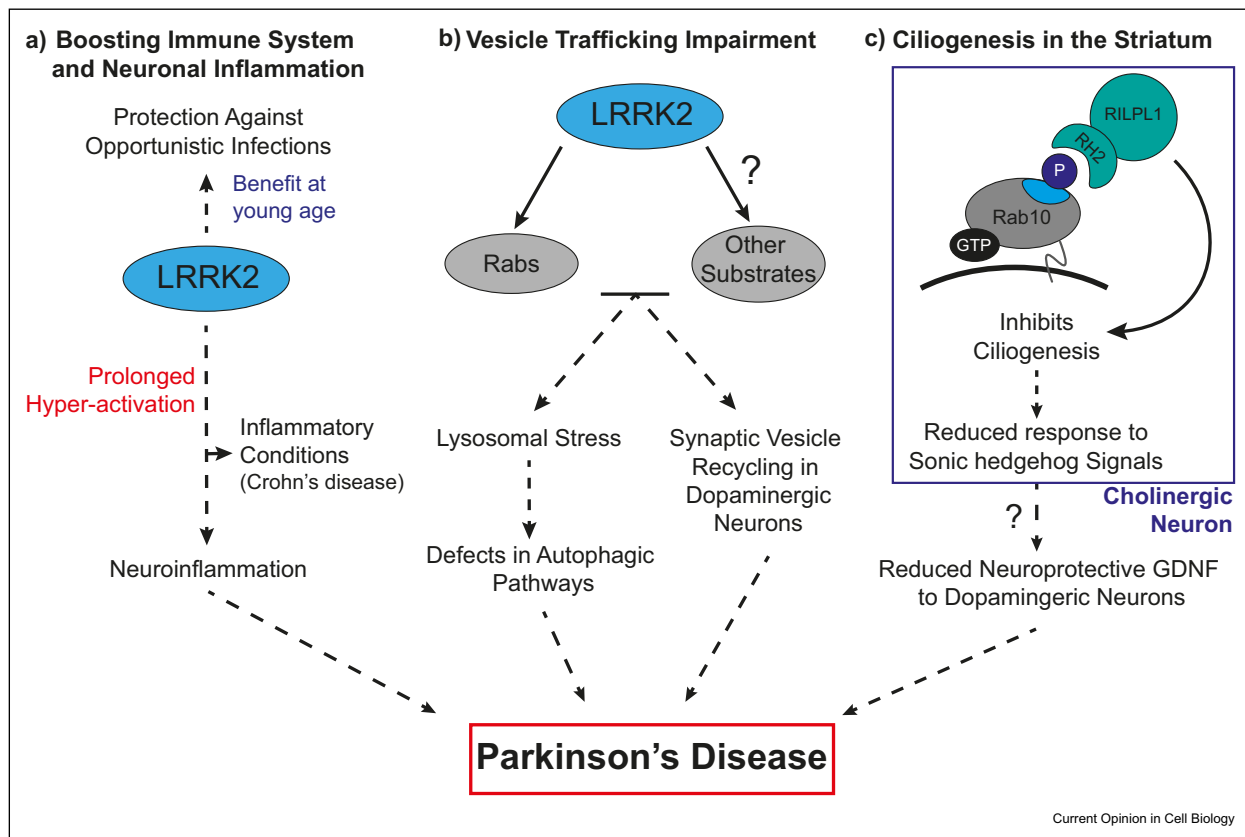 a) Boosting Immune System
and Neuronal Inflammation
Protection Against
Opportunistic Infections
Benefit at
young age
LRRK2
Prolonged
Hyper-activation
Inflammatory
Conditions
(Crohn's disease)
Neuroinflammation
b) Vesicle Trafficking Impairment
LRRK2
?
Rabs
Other
Substrates
Lysosomal Stress
Synaptic Vesicle
Recycling in
Dopaminergic
Neurons
Defects in Autophagic
Pathways
c) Ciliogenesis in the Striatum
RILPL1
RH2
P
Rab10
GTP
Inhibits
Ciliogenesis
Reduced response to
Sonic hedgehog Signals
Cholinergic
Neuron
?
Reduced Neuroprotective GDNF
to Dopamingeric Neurons
Parkinson's Disease
Current Opinion in Cell Biology